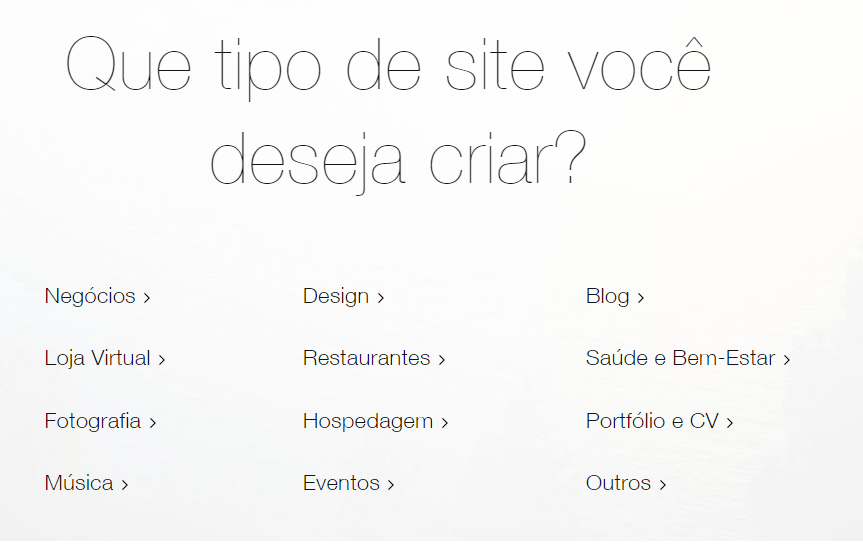 Que tipo de site você
deseja criar?
Negócios >
Design >
Blog >
Loja Virtual >
Restaurantes >
Saúde e Bem-Estar >
Fotografia >
Hospedagem >
Portfólio e CV >
Música >
Eventos >
Outros >